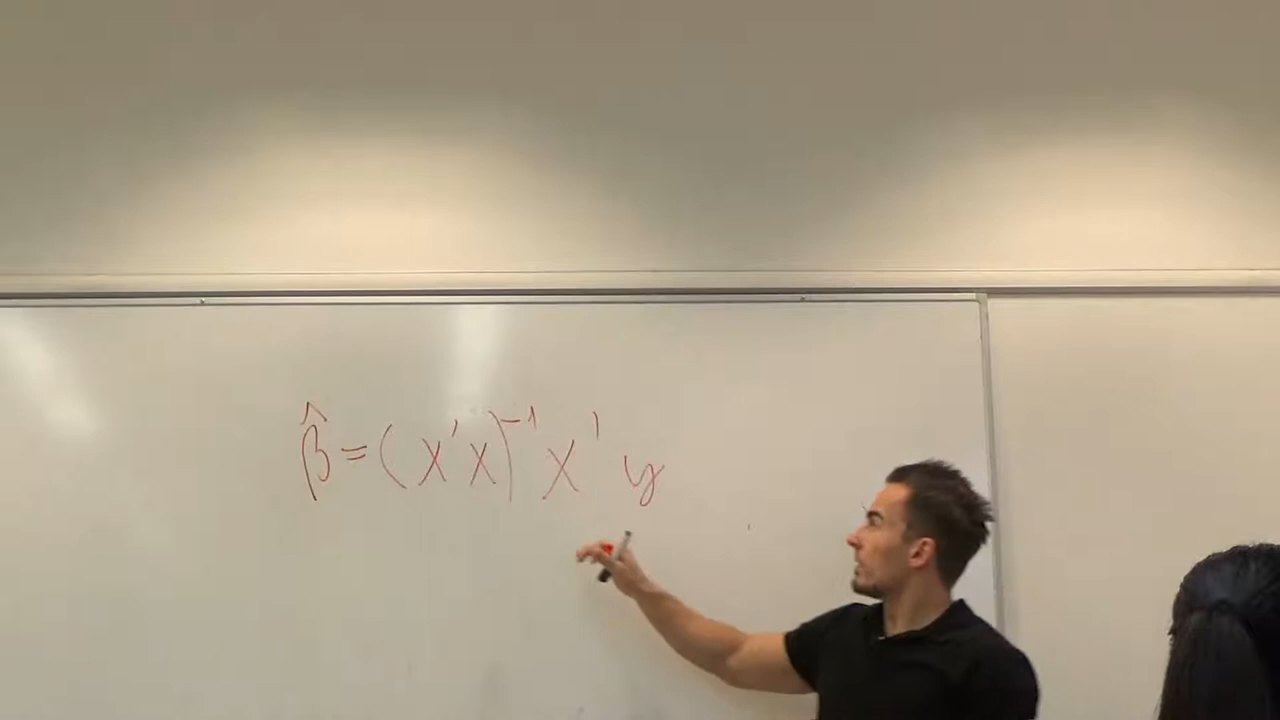 β̂ = (X'X)⁻¹ X' y